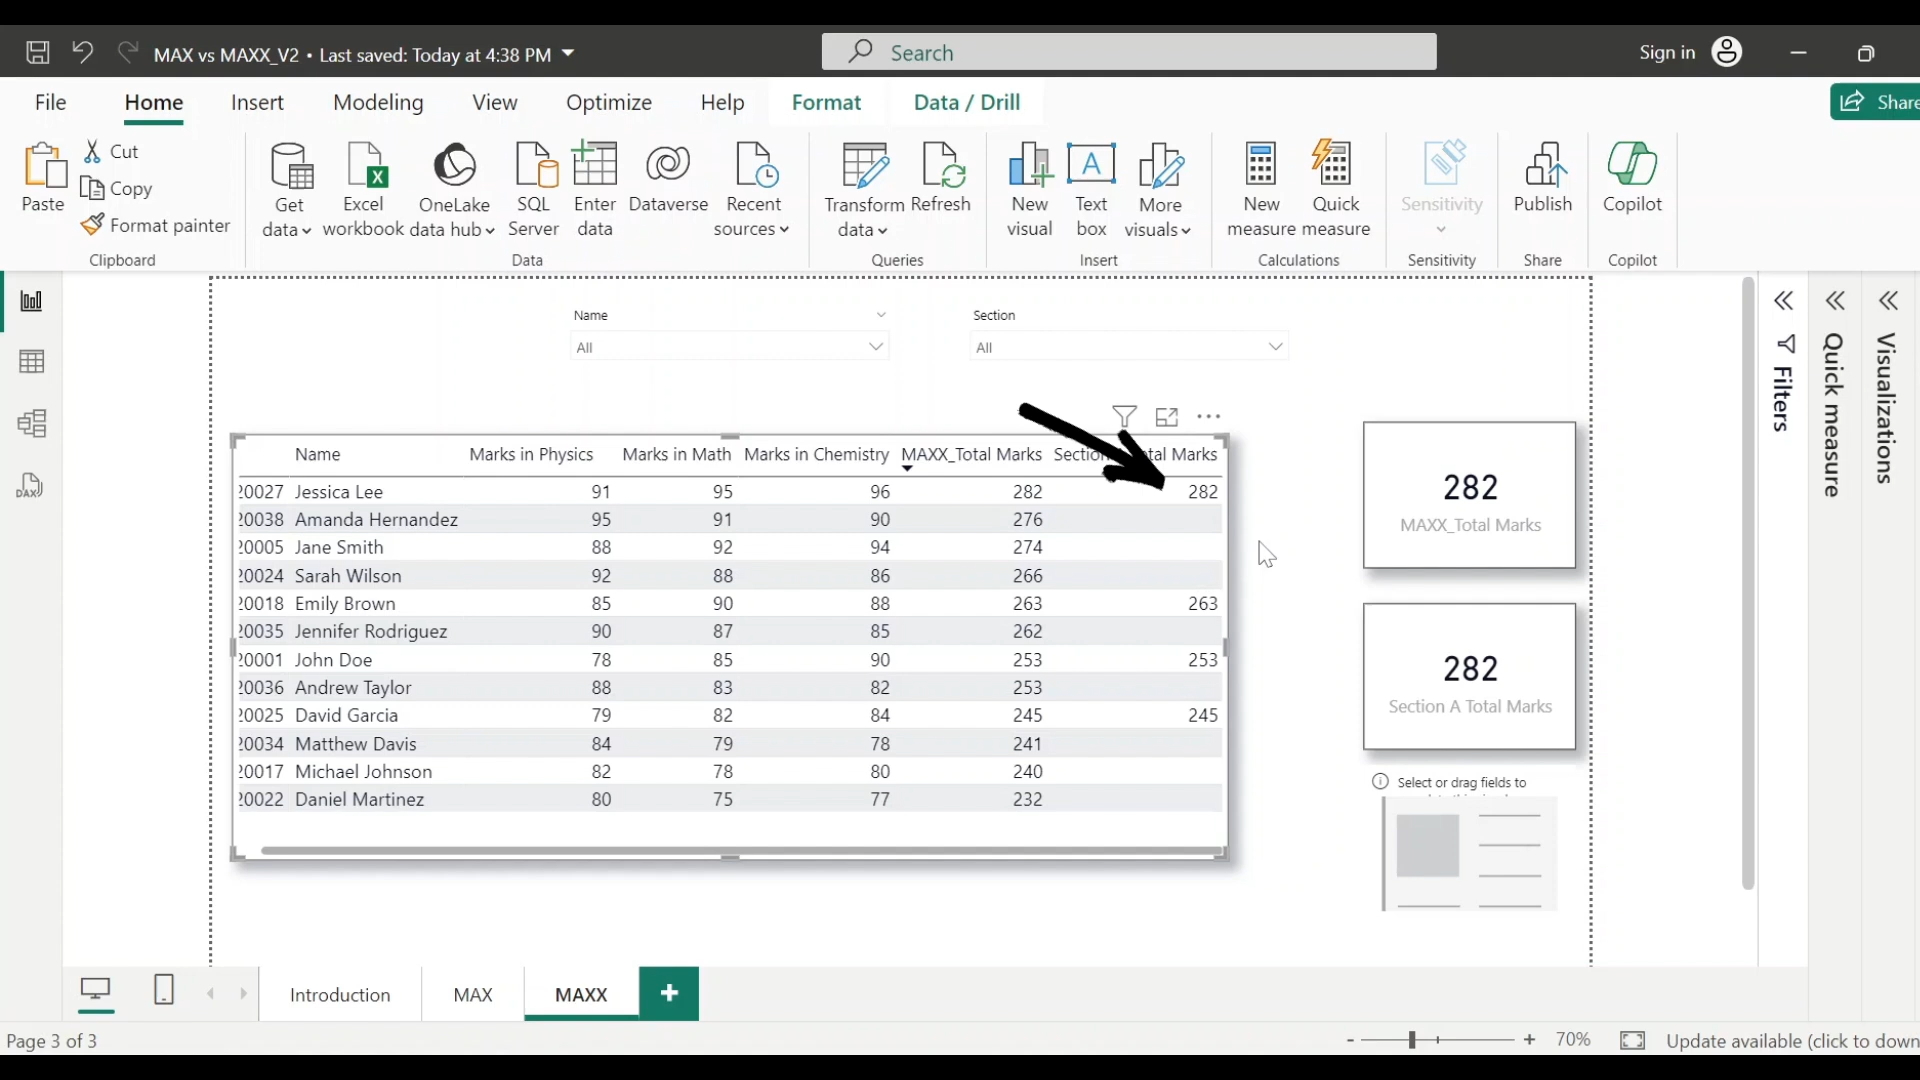 MAX vs MAXX_V2 • Last saved: Today at 4:38 PM
Search
Sign in
File Home Insert Modeling View Optimize Help Format Data / Drill
Share
Paste
Cut
Copy
Format painter
Clipboard
Get data
Excel workbook
OneLake data hub
SQL Server
Enter data
Dataverse
Recent sources
Data
Transform data
Refresh
Queries
New visual
Text box
More visuals
Insert
New measure
Quick measure
Calculations
Sensitivity
Sensitivity
Publish
Share
Copilot
Copilot
Name
All
Section
All
Name Marks in Physics Marks in Math Marks in Chemistry MAXX_Total Marks Section tal Marks
20027 Jessica Lee 91 95 96 282 282
20038 Amanda Hernandez 95 91 90 276
20005 Jane Smith 88 92 94 274
20024 Sarah Wilson 92 88 86 266
20018 Emily Brown 85 90 88 263 263
20035 Jennifer Rodriguez 90 87 85 262
20001 John Doe 78 85 90 253 253
20036 Andrew Taylor 88 83 82 253
20025 David Garcia 79 82 84 245 245
20034 Matthew Davis 84 79 78 241
20017 Michael Johnson 82 78 80 240
20022 Daniel Martinez 80 75 77 232
282
MAXX_Total Marks
282
Section A Total Marks
Select or drag fields to
Filters
Quick measure
Visualizations
DAX
Introduction MAX MAXX +
Page 3 of 3
- + 70%
Update available (click to down